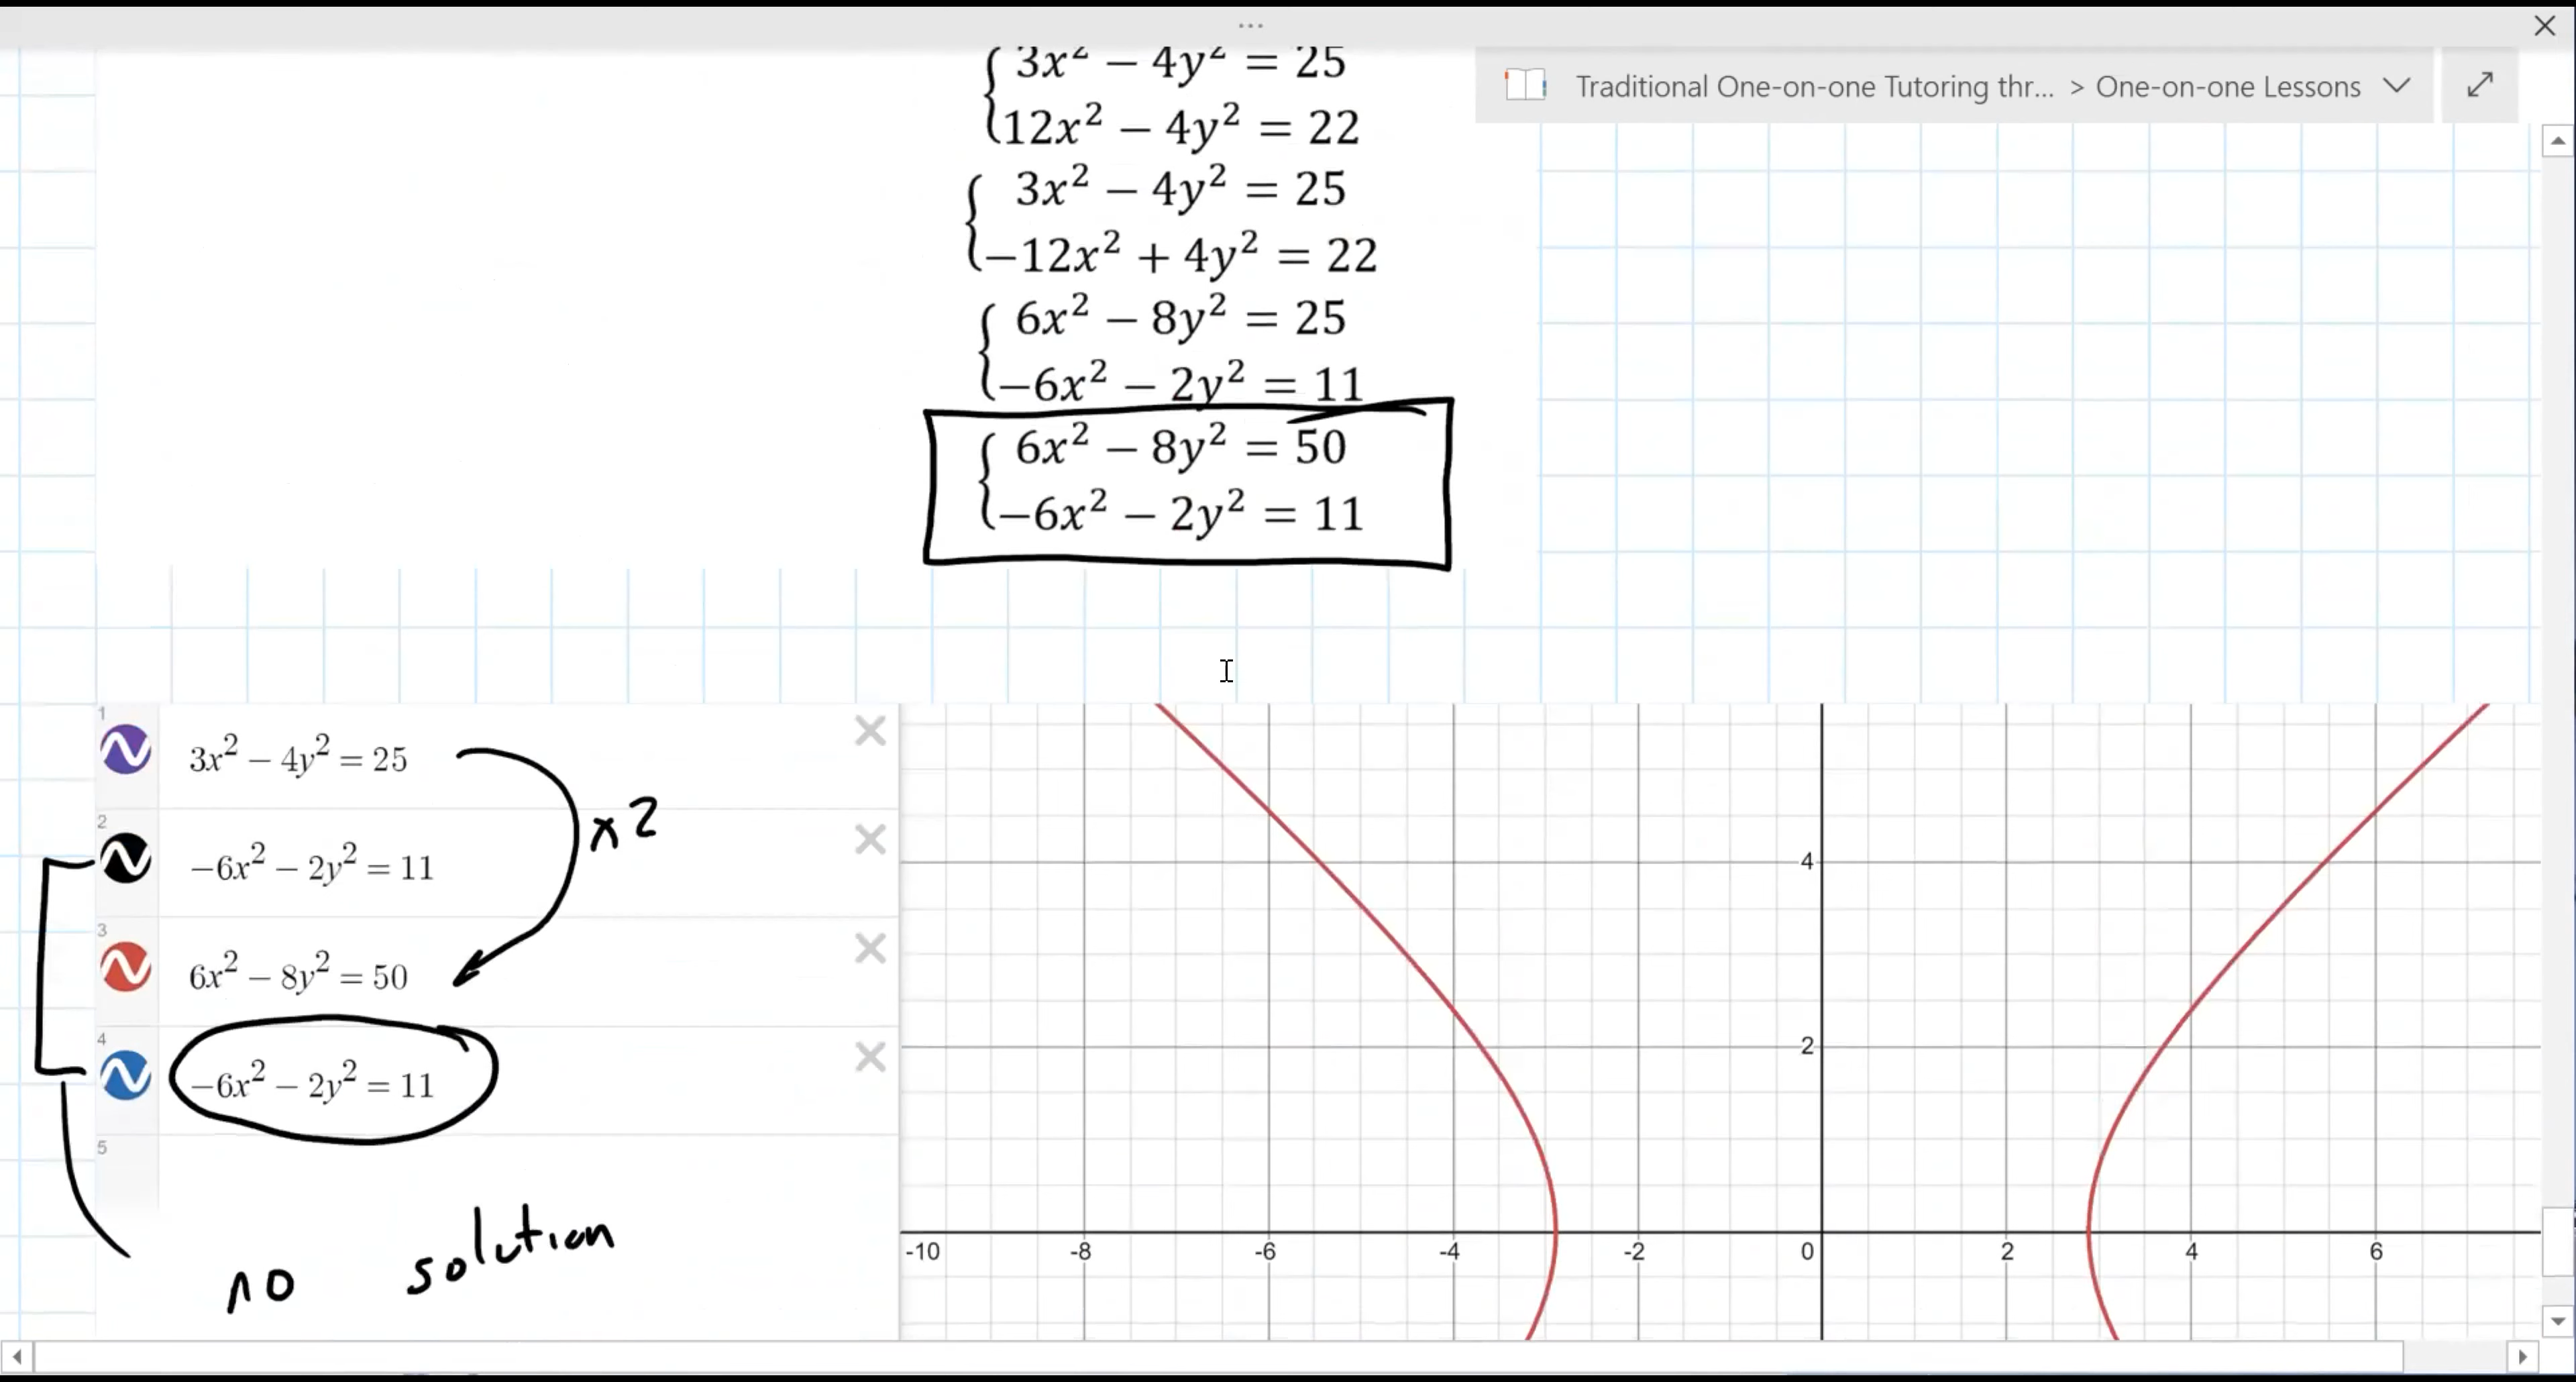 ...
3x² − 4y² = 25
Traditional One-on-one Tutoring thr... > One-on-one Lessons
12x² − 4y² = 22
3x² − 4y² = 25
−12x² + 4y² = 22
6x² − 8y² = 25
−6x² − 2y² = 11
6x² − 8y² = 50
−6x² − 2y² = 11
1
3x² − 4y² = 25
x 2
2
−6x² − 2y² = 11
3
6x² − 8y² = 50
4
−6x² − 2y² = 11
5
no solution
4
2
-10 -8 -6 -4 -2 0 2 4 6